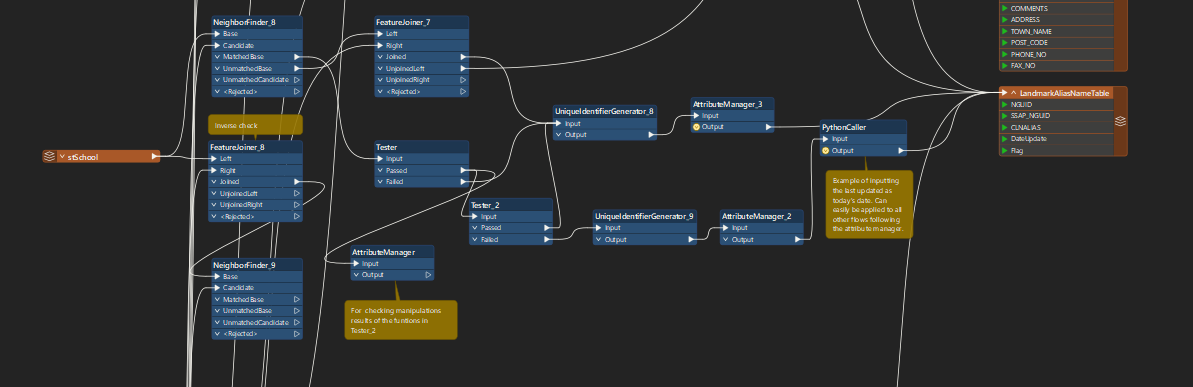 NeighborFinder_8
Base
Candidate
MatchedBase
UnmatchedBase
UnmatchedCandidate
<Rejected>
FeatureJoiner_7
Left
Right
Joined
UnjoinedLeft
UnjoinedRight
<Rejected>
COMMENTS
ADDRESS
TOWN_NAME
POST_CODE
PHONE_NO
FAX_NO
LandmarkAliasNameTable
NGUID
SSAP_NGUID
CLNALIAS
DateUpdate
Flag
UniqueIdentifierGenerator_8
Input
Output
AttributeManager_3
Input
Output
PythonCaller
Input
Output
Example of inputting
the last updated as
today's date. Can
easily be applied to all
other flows following
the attribute manager.
Inverse check
stSchool
FeatureJoiner_8
Left
Right
Joined
UnjoinedLeft
UnjoinedRight
<Rejected>
Tester
Input
Passed
Failed
Tester_2
Input
Passed
Failed
UniqueIdentifierGenerator_9
Input
Output
AttributeManager_2
Input
Output
AttributeManager
Input
Output
For checking manipulations
results of the funtions in
Tester_2
NeighborFinder_9
Base
Candidate
MatchedBase
UnmatchedBase
UnmatchedCandidate
<Rejected>